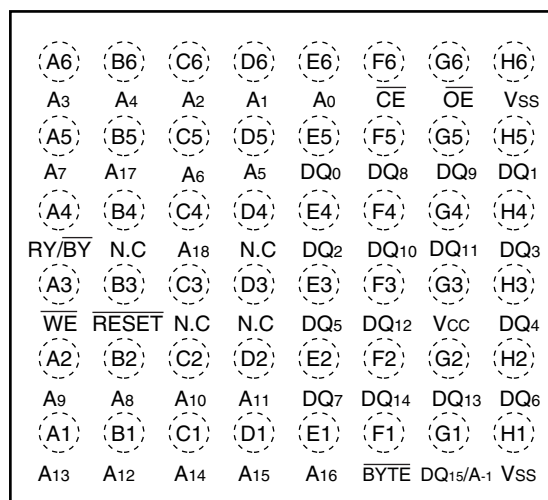 A6 B6 C6 D6 E6 F6 G6 H6
A3 A4 A2 A1 A0 CE OE VSS
A5 B5 C5 D5 E5 F5 G5 H5
A7 A17 A6 A5 DQ0 DQ8 DQ9 DQ1
A4 B4 C4 D4 E4 F4 G4 H4
RY/BY N.C A18 N.C DQ2 DQ10 DQ11 DQ3
A3 B3 C3 D3 E3 F3 G3 H3
WE RESET N.C N.C DQ5 DQ12 VCC DQ4
A2 B2 C2 D2 E2 F2 G2 H2
A9 A8 A10 A11 DQ7 DQ14 DQ13 DQ6
A1 B1 C1 D1 E1 F1 G1 H1
A13 A12 A14 A15 A16 BYTE DQ15/A-1 VSS